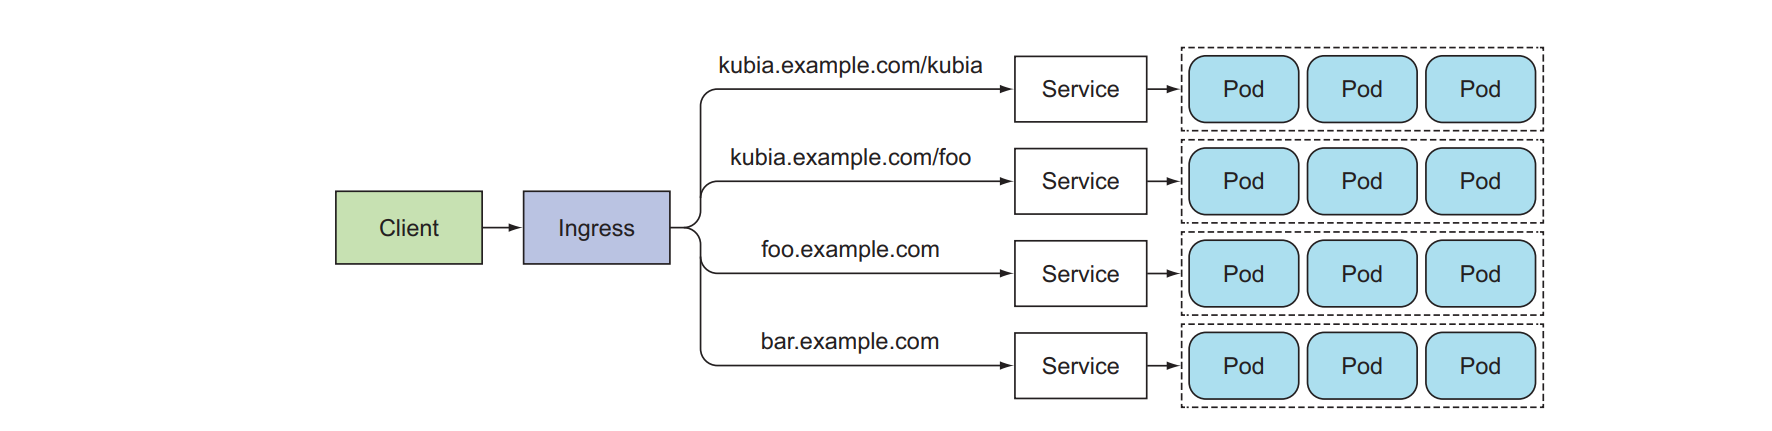 kubia.example.com/kubia
Service
Pod
Pod
Pod
kubia.example.com/foo
Service
Pod
Pod
Pod
Client
Ingress
foo.example.com
Service
Pod
Pod
Pod
bar.example.com
Service
Pod
Pod
Pod